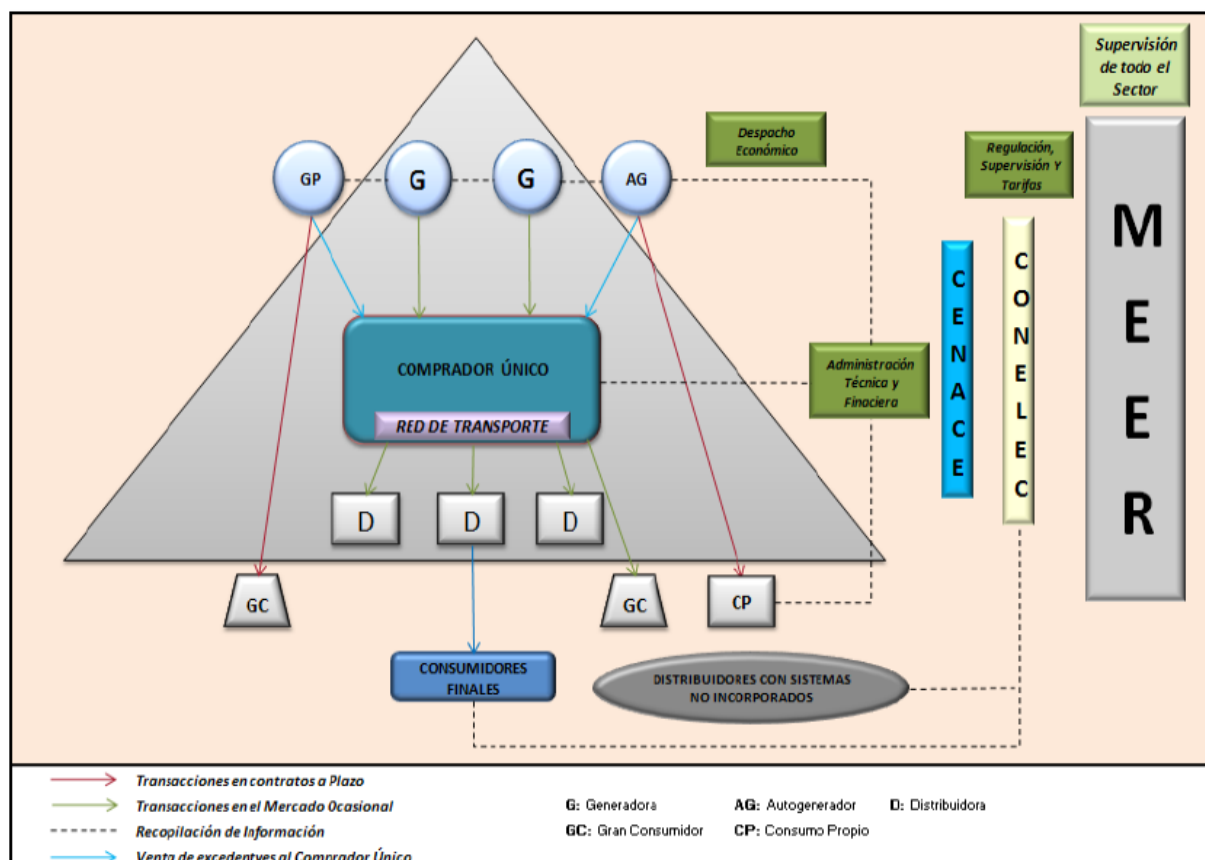 Supervisión
de todo el
Sector
Despacho
Económico
Regulación,
Supervisión Y
Tarifas
GP
G
G
AG
MEER
CENACE
CONELEC
COMPRADOR ÚNICO
RED DE TRANSPORTE
Administración
Técnica y
Finaciera
D
D
D
GC
GC
CP
CONSUMIDORES
FINALES
DISTRIBUIDORES CON SISTEMAS
NO INCORPORADOS
Transacciones en contratos a Plazo
Transacciones en el Mercado Ocasional
G: Generadora AG: Autogenerador D: Distribuidora
Recopilación de Información
GC: Gran Consumidor CP: Consumo Propio
Venta de excedentyes al Comprador Único